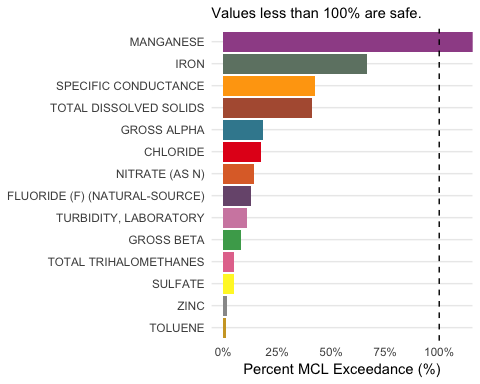 Values less than 100% are safe.
MANGANESE
IRON
SPECIFIC CONDUCTANCE
TOTAL DISSOLVED SOLIDS
GROSS ALPHA
CHLORIDE
NITRATE (AS N)
FLUORIDE (F) (NATURAL-SOURCE)
TURBIDITY, LABORATORY
GROSS BETA
TOTAL TRIHALOMETHANES
SULFATE
ZINC
TOLUENE
0% 25% 50% 75% 100%
Percent MCL Exceedance (%)